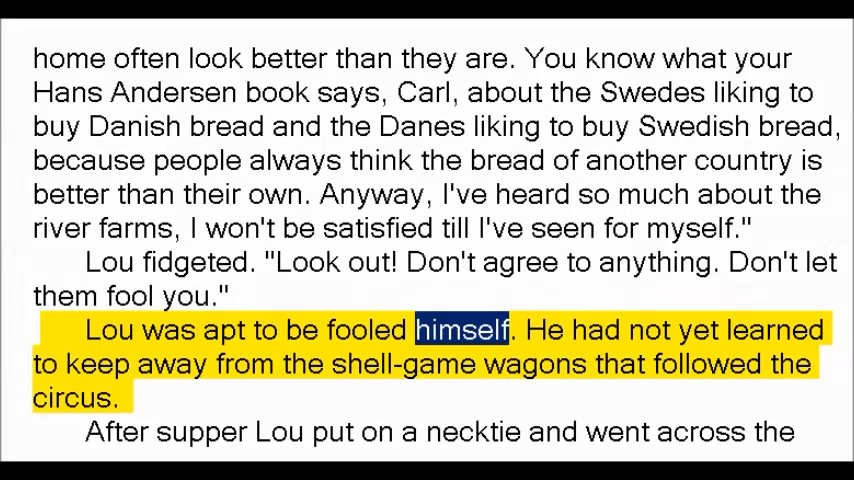 home often look better than they are. You know what your
Hans Andersen book says, Carl, about the Swedes liking to
buy Danish bread and the Danes liking to buy Swedish bread,
because people always think the bread of another country is
better than their own. Anyway, I've heard so much about the
river farms, I won't be satisfied till I've seen for myself."
Lou fidgeted. "Look out! Don't agree to anything. Don't let
them fool you."
Lou was apt to be fooled himself. He had not yet learned
to keep away from the shell-game wagons that followed the
circus.
After supper Lou put on a necktie and went across the